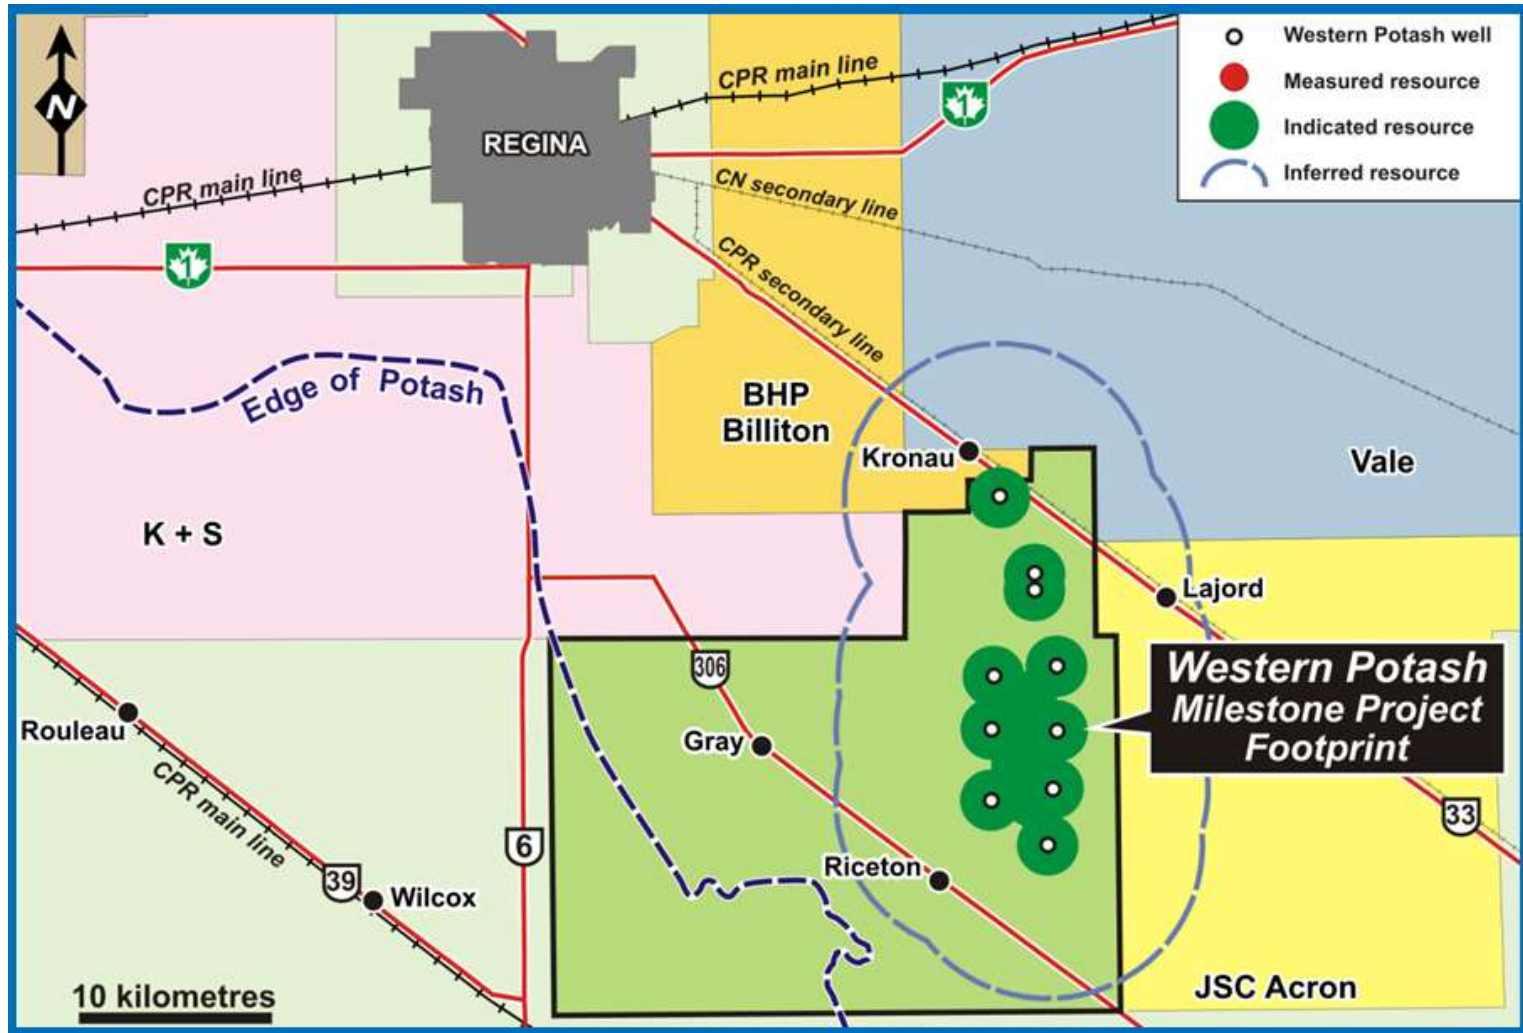 N
REGINA
CPR main line
1
Western Potash well
Measured resource
Indicated resource
Inferred resource
CPR main line
CN secondary line
1
CPR secondary line
Edge of Potash
BHP
Billiton
Kronau
Vale
K + S
Lajord
306
Western Potash
Milestone Project
Footprint
Rouleau
Gray
CPR main line
33
6
Riceton
39
Wilcox
10 kilometres
JSC Acron